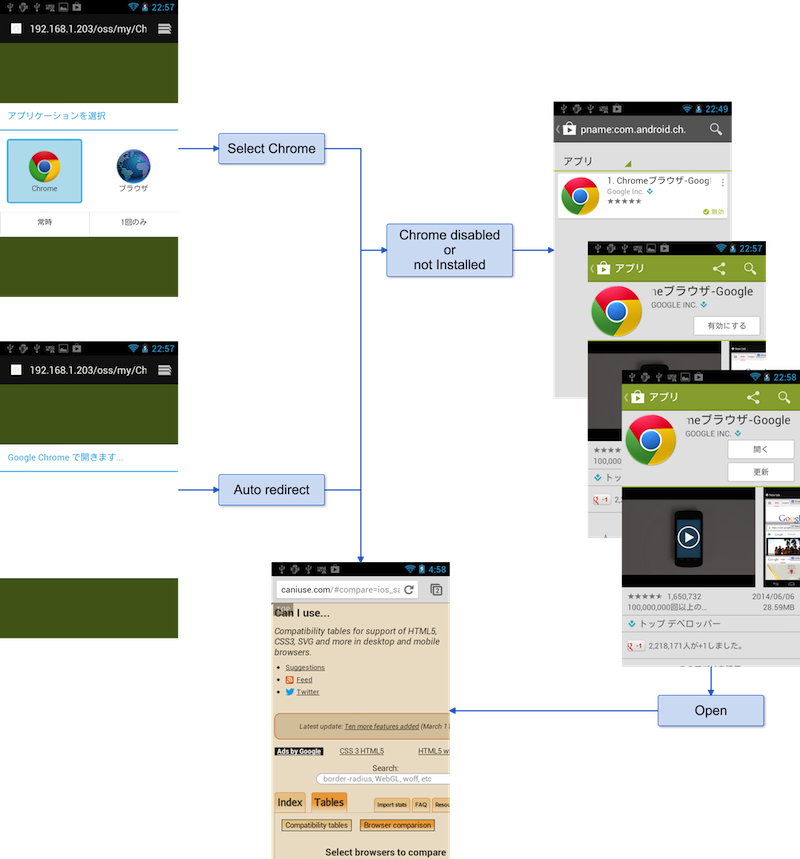 22:57
192.168.1.203/oss/my/Ch
アプリケーションを選択
Chrome
ブラウザ
常時
1回のみ
Select Chrome
22:49
pname:com.android.ch.
アプリ
1. Chromeブラウザ-Goog
Google Inc.
無効
Chrome disabled
or
not Installed
22:57
アプリ
meブラウザ-Google
GOOGLE INC.
有効にする
100,000
トッ
g +1
2,
22:57
192.168.1.203/oss/my/Ch
Google Chrome で開きます...
Auto redirect
22:58
アプリ
meブラウザ-Google
GOOGLE INC.
開く
更新
1,650,732
2014/06/06
100,000,000回以上の...
28.59MB
トップ デベロッパー
g +1
2,218,171人が+1しました。
Open
4:58
caniuse.com/#compare=ios_sa
2
Can I use...
Compatibility tables for support of HTML5,
CSS3, SVG and more in desktop and mobile
browsers.
Suggestions
Feed
Twitter
Latest update: Ten more features added (March 11
Ads by Google
CSS 3 HTML5
HTML5 w
Search:
border-radius, WebGL, woff, etc
Index
Tables
Import stats
FAQ
Resou
Compatibility tables
Browser comparison
Select browsers to compare